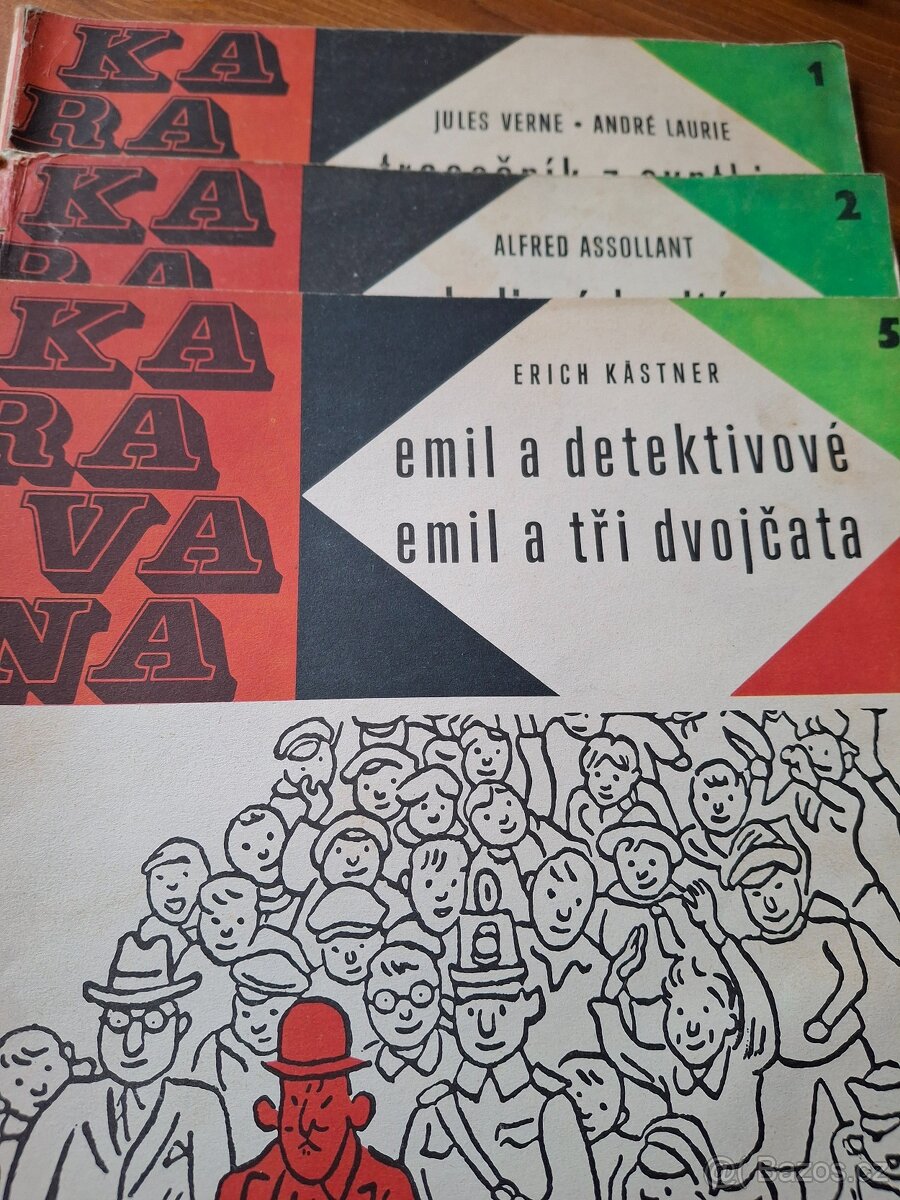 KA
RA
1
JULES VERNE • ANDRÉ LAURIE
KA
RA
2
ALFRED ASSOLLANT
KA
RA
VA
NA
5
ERICH KÄSTNER
emil a detektivové
emil a tři dvojčata
Bazos.cz